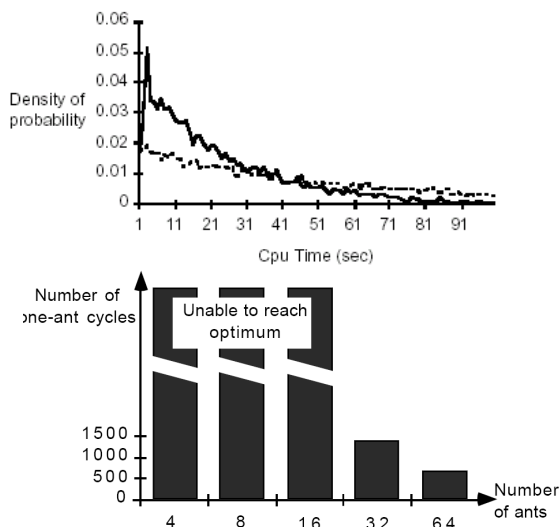 0.06
0.05
0.04
Density of
probability
0.03
0.02
0.01
0
1 11 21 31 41 51 61 71 81 91
Cpu Time (sec)
Number of
one-ant cycles
Unable to reach
optimum
1500
1000
500
0
4 8 16 32 64
Number
of ants